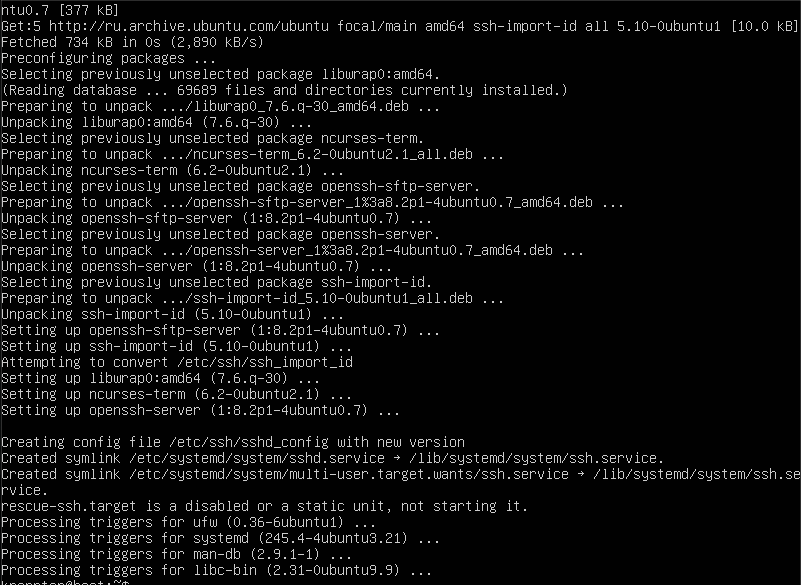 ntu0.7 [377 kB]
Get:5 http://ru.archive.ubuntu.com/ubuntu focal/main amd64 ssh-import-id all 5.10-0ubuntu1 [10.0 kB]
Fetched 734 kB in 0s (2,890 kB/s)
Preconfiguring packages ...
Selecting previously unselected package libwrap0:amd64.
(Reading database ... 69689 files and directories currently installed.)
Preparing to unpack .../libwrap0_7.6.q-30_amd64.deb ...
Unpacking libwrap0:amd64 (7.6.q-30) ...
Selecting previously unselected package ncurses-term.
Preparing to unpack .../ncurses-term_6.2-0ubuntu2.1_all.deb ...
Unpacking ncurses-term (6.2-0ubuntu2.1) ...
Selecting previously unselected package openssh-sftp-server.
Preparing to unpack .../openssh-sftp-server_1%3a8.2p1-4ubuntu0.7_amd64.deb ...
Unpacking openssh-sftp-server (1:8.2p1-4ubuntu0.7) ...
Selecting previously unselected package openssh-server.
Preparing to unpack .../openssh-server_1%3a8.2p1-4ubuntu0.7_amd64.deb ...
Unpacking openssh-server (1:8.2p1-4ubuntu0.7) ...
Selecting previously unselected package ssh-import-id.
Preparing to unpack .../ssh-import-id_5.10-0ubuntu1_all.deb ...
Unpacking ssh-import-id (5.10-0ubuntu1) ...
Setting up openssh-sftp-server (1:8.2p1-4ubuntu0.7) ...
Setting up ssh-import-id (5.10-0ubuntu1) ...
Attempting to convert /etc/ssh/ssh_import_id
Setting up libwrap0:amd64 (7.6.q-30) ...
Setting up ncurses-term (6.2-0ubuntu2.1) ...
Setting up openssh-server (1:8.2p1-4ubuntu0.7) ...
Creating config file /etc/ssh/sshd_config with new version
Created symlink /etc/systemd/system/sshd.service → /lib/systemd/system/ssh.service.
Created symlink /etc/systemd/system/multi-user.target.wants/ssh.service → /lib/systemd/system/ssh.se
rvice.
rescue-ssh.target is a disabled or a static unit, not starting it.
Processing triggers for ufw (0.36-6ubuntu1) ...
Processing triggers for systemd (245.4-4ubuntu3.21) ...
Processing triggers for man-db (2.9.1-1) ...
Processing triggers for libc-bin (2.31-0ubuntu9.9) ...